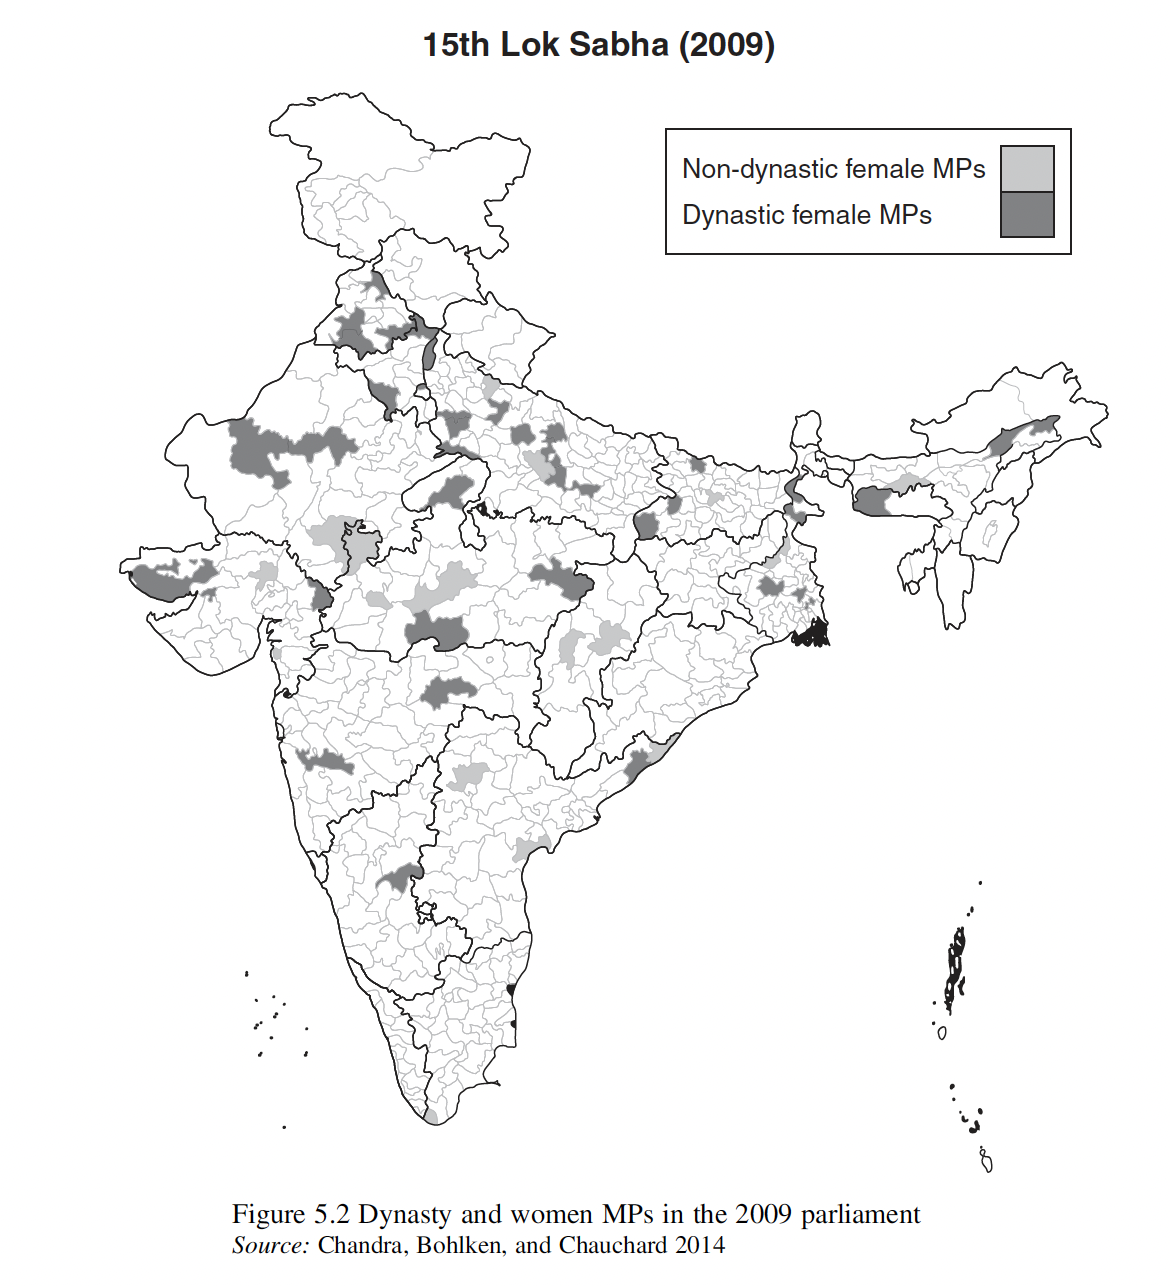 15th Lok Sabha (2009)
Non-dynastic female MPs
Dynastic female MPs
Figure 5.2 Dynasty and women MPs in the 2009 parliament
Source: Chandra, Bohlken, and Chauchard 2014